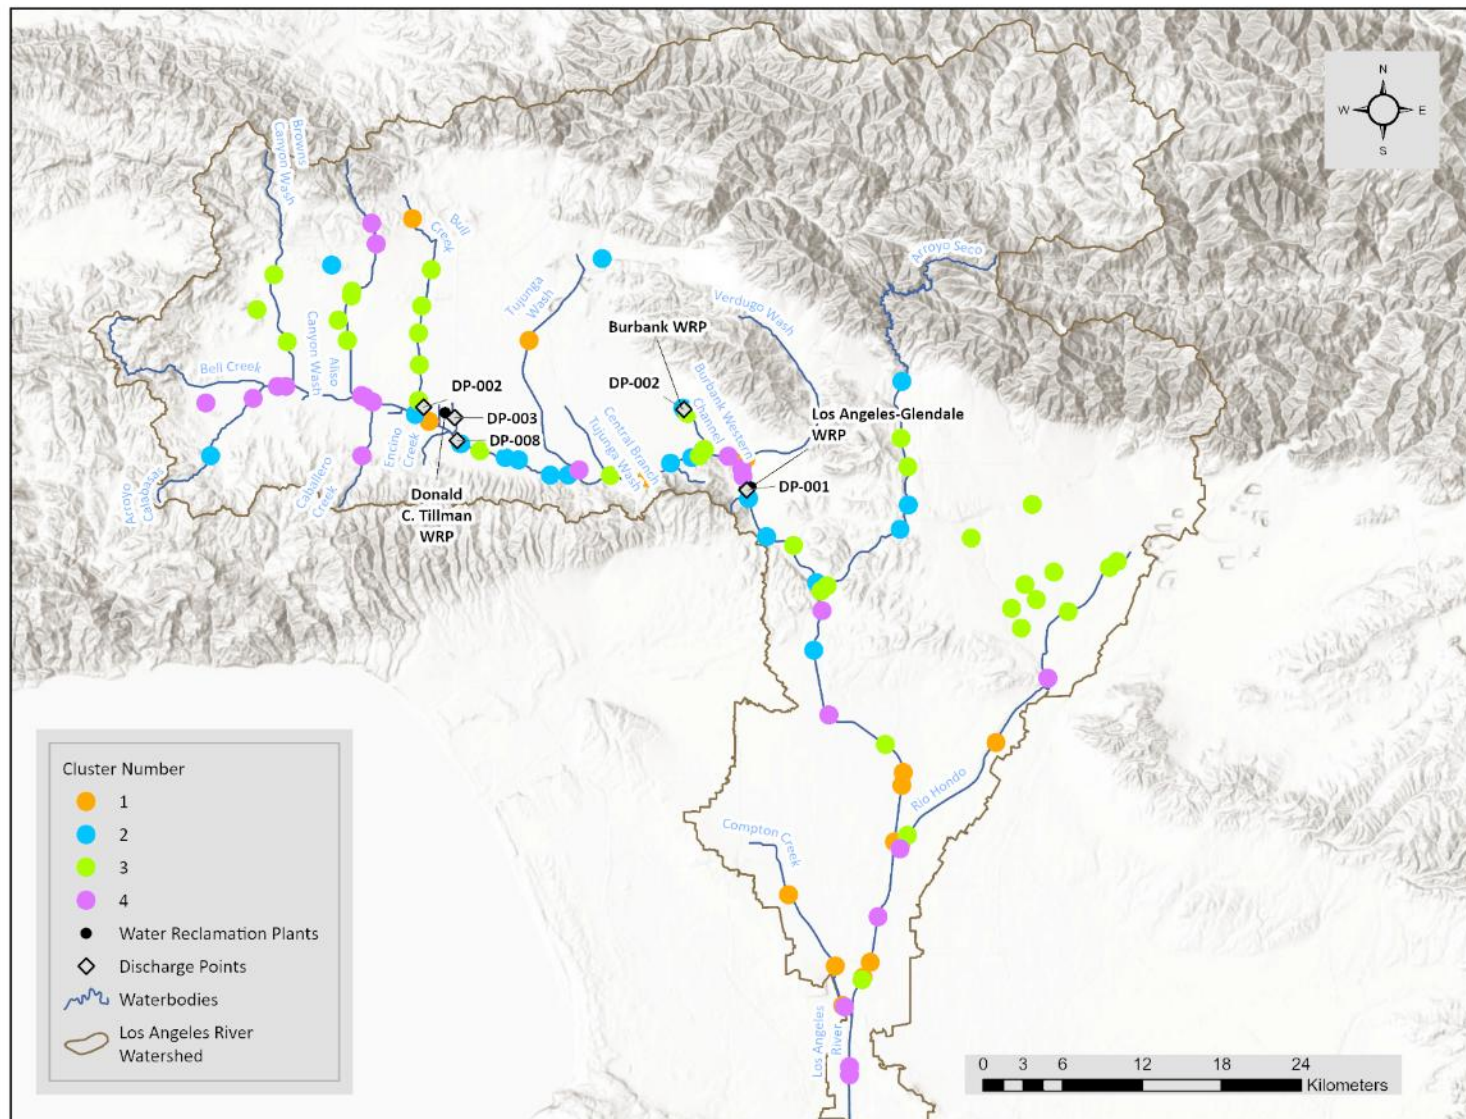 N
W E
S
Browns
Canyon Wash
Bull
Creek
Arroyo Seco
Tujunga
Wash
Verdugo Wash
Burbank WRP
Bell Creek
Canyon Wash
Aliso
DP-002
DP-002
DP-003
DP-008
Burbank Western
Channel
Los Angeles-Glendale
WRP
Encino
Creek
Central Branch
Tujunga Wash
Arroyo
Calabasas
Caballero
Creek
Donald
C. Tillman
WRP
DP-001
Rio Hondo
Compton Creek
Los Angeles
River
Cluster Number
1
2
3
4
Water Reclamation Plants
Discharge Points
Waterbodies
Los Angeles River
Watershed
0 3 6 12 18 24
Kilometers